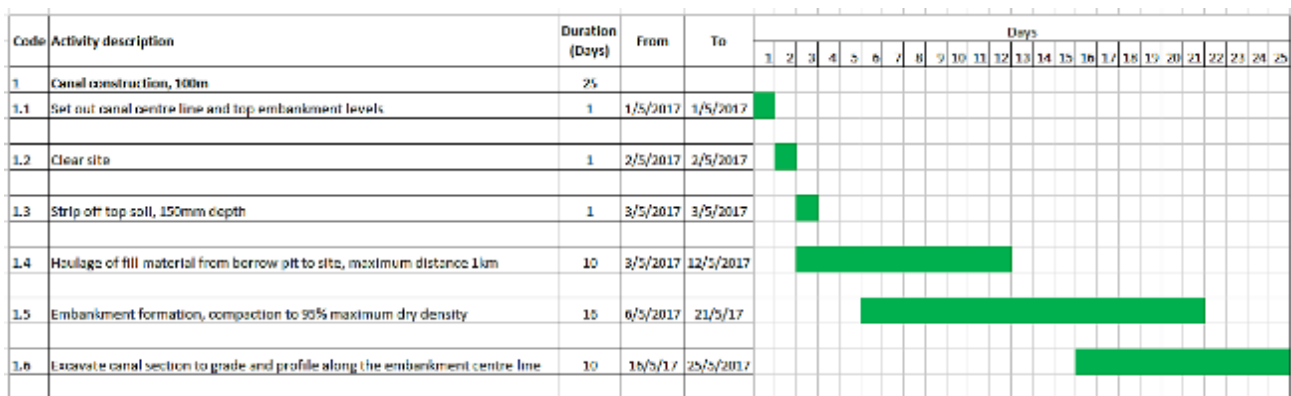 Code Activity description Duration (Days) From To Days
1 2 3 4 5 6 7 8 9 10 11 12 13 14 15 16 17 18 19 20 21 22 23 24 25
1 Canal construction, 100m 25
1.1 Set out canal centre line and top embankment levels 1 1/5/2017 1/5/2017
1.2 Clear site 1 2/5/2017 2/5/2017
1.3 Strip off top soil, 150mm depth 1 3/5/2017 3/5/2017
1.4 Haulage of fill material from borrow pit to site, maximum distance 1km 10 3/5/2017 12/5/2017
1.5 Embankment formation, compaction to 95% maximum dry density 16 6/5/2017 21/5/17
1.6 Excavate canal section to grade and profile along the embankment centre line 10 16/5/17 25/5/2017